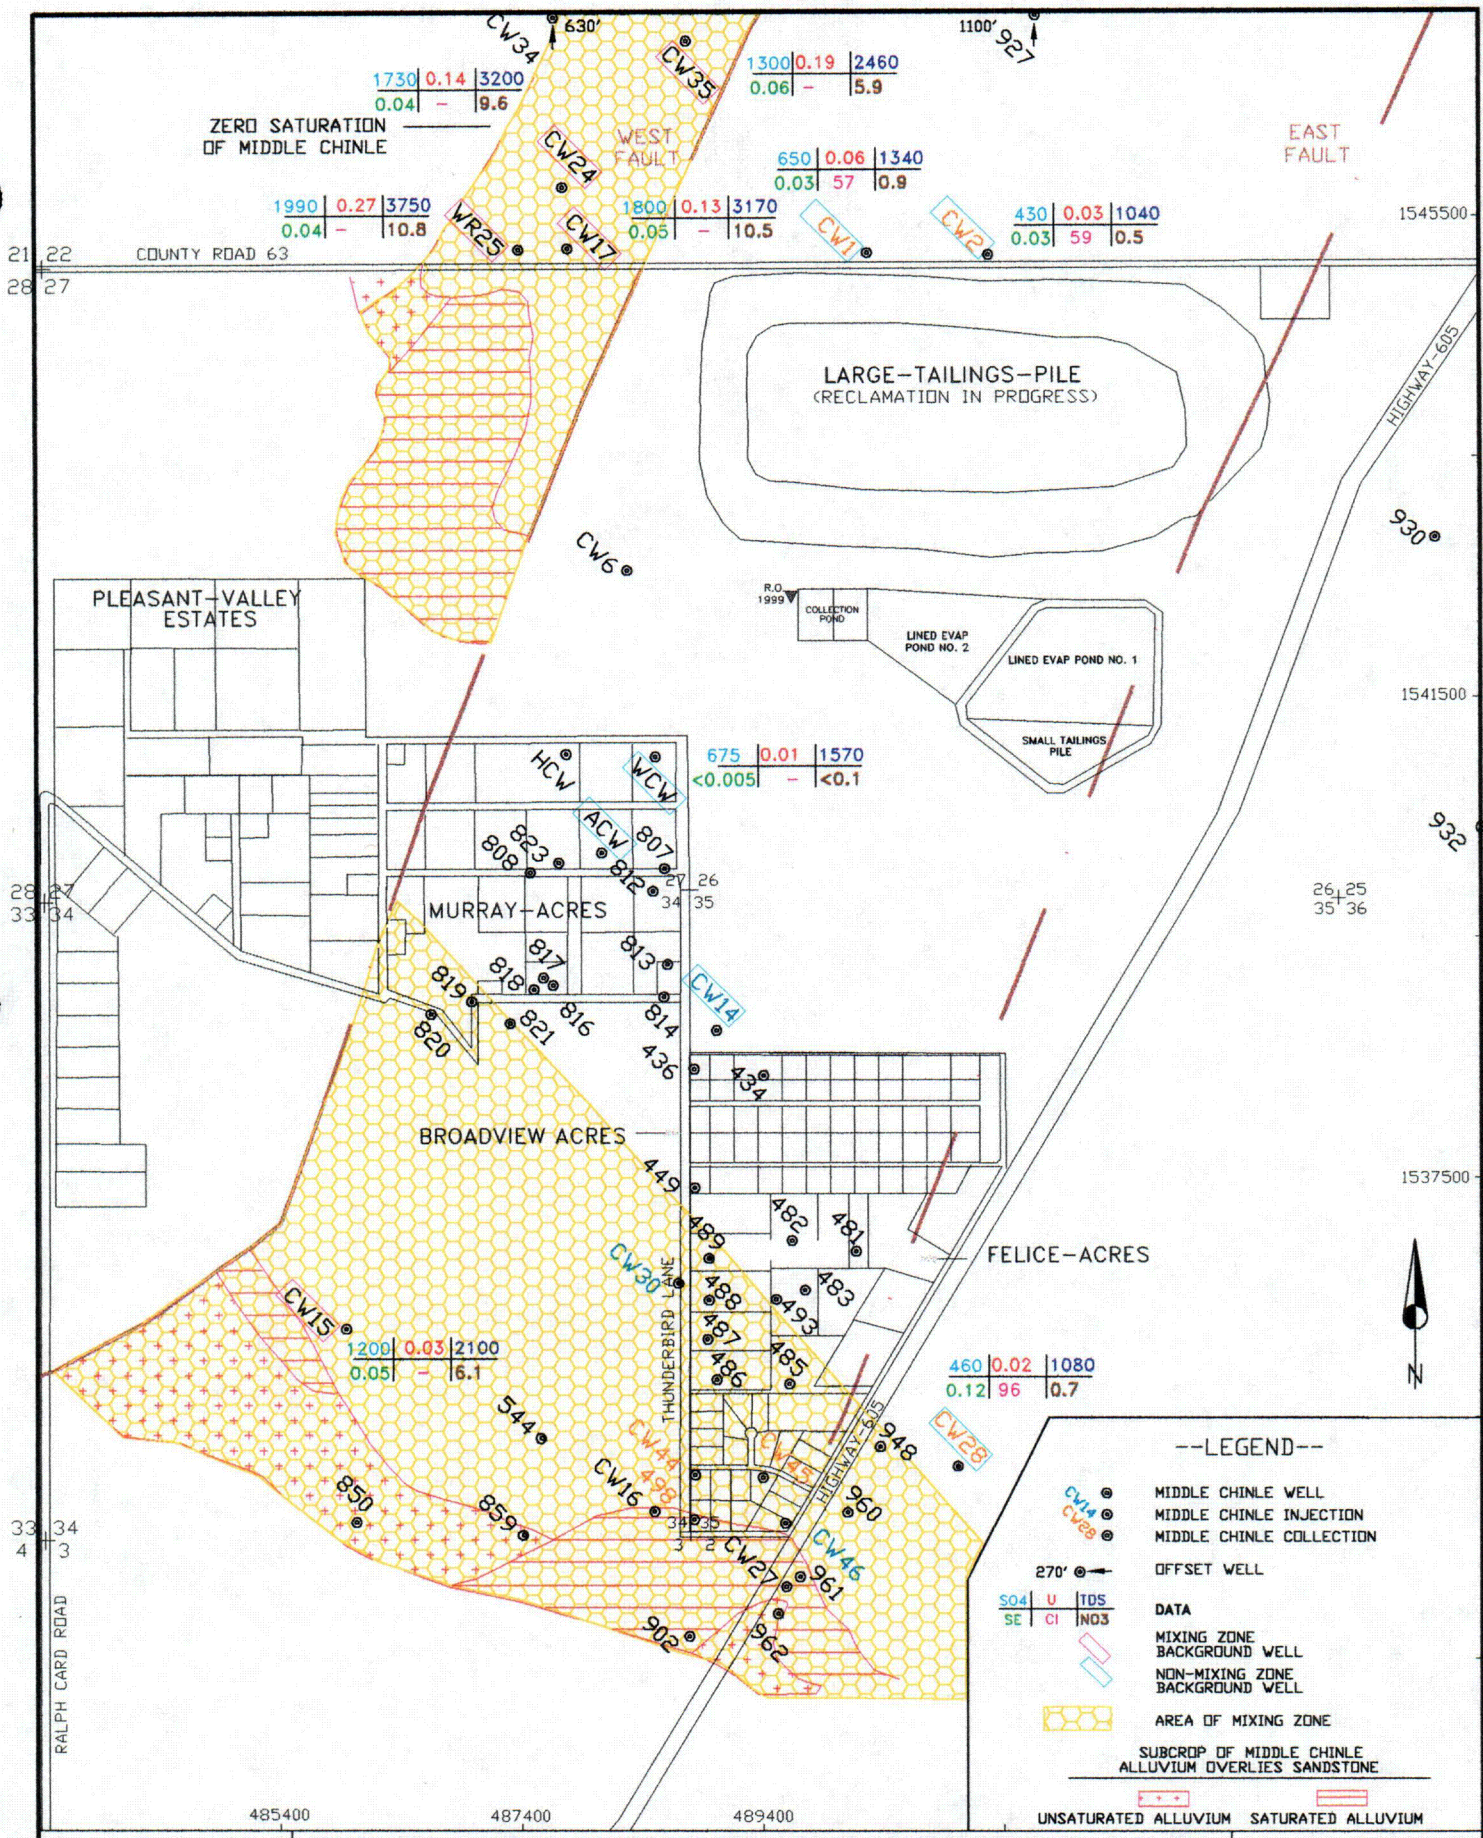 CW34
630'
1100'
927
CW35
1730 0.14 3200
0.04 - 9.6
1300 0.19 2460
0.06 - 5.9
ZERO SATURATION
OF MIDDLE CHINLE
WEST
FAULT
EAST
FAULT
CW24
650 0.06 1340
0.03 57 0.9
1990 0.27 3750
0.04 - 10.8
WR25
CW17
1800 0.13 3170
0.05 - 10.5
CW1
CW2
430 0.03 1040
0.03 59 0.5
1545500
21 22
28 27
COUNTY ROAD 63
LARGE-TAILINGS-PILE
(RECLAMATION IN PROGRESS)
HIGHWAY-605
930
CW6
PLEASANT-VALLEY
ESTATES
R.O.
1999
COLLECTION
POND
LINED EVAP
POND NO. 2
LINED EVAP POND NO. 1
1541500
SMALL TAILINGS
PILE
HCW
WCW
675 0.01 1570
<0.005 - <0.1
ACW
823
808
807
812
932
28 27
33 34
27 26
34 35
26 25
35 36
MURRAY-ACRES
817
818
816
813
819
820
821
814
CW14
436
434
BROADVIEW ACRES
449
1537500
482
481
489
CW30
FELICE-ACRES
THUNDERBIRD LANE
488
483
493
487
486
485
CW15
1200 0.03 2100
0.05 - 6.1
460 0.02 1080
0.12 96 0.7
N
544
CW44
498
CW45
HIGHWAY-605
948
CW28
CW16
850
859
960
33 34
4 3
34 35
3 2
CW46
CW27
961
902
962
RALPH CARD ROAD
485400
487400
489400
--LEGEND--
CW14
CW28
MIDDLE CHINLE WELL
MIDDLE CHINLE INJECTION
MIDDLE CHINLE COLLECTION
270' OFFSET WELL
SO4 U TDS
SE Cl NO3
DATA
MIXING ZONE
BACKGROUND WELL
NON-MIXING ZONE
BACKGROUND WELL
AREA OF MIXING ZONE
SUBCROP OF MIDDLE CHINLE
ALLUVIUM OVERLIES SANDSTONE
UNSATURATED ALLUVIUM SATURATED ALLUVIUM